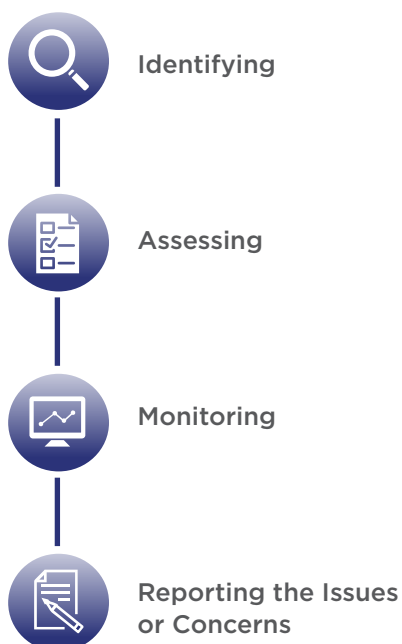 Identifying
Assessing
Monitoring
Reporting the Issues
or Concerns